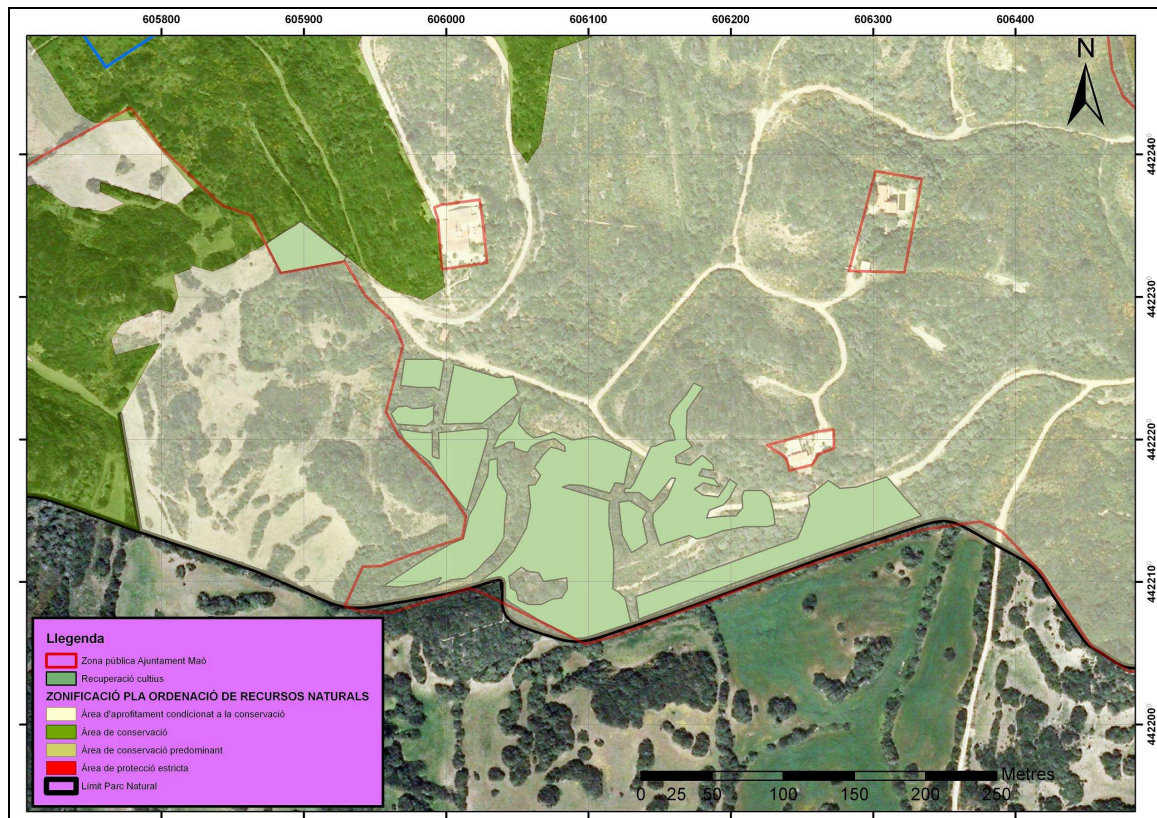 605800 605900 606000 606100 606200 606300 606400
N
4422400
4422300
4422200
4422100
4422000
Llegenda
Zona pública Ajuntament Maó
Recuperació cultius
ZONIFICACIÓ PLA ORDENACIÓ DE RECURSOS NATURALS
Àrea d'aprofitament condicionat a la conservació
Àrea de conservació
Àrea de conservació predominant
Àrea de protecció estricta
Límit Parc Natural
Metres
0 25 50 100 150 200 250